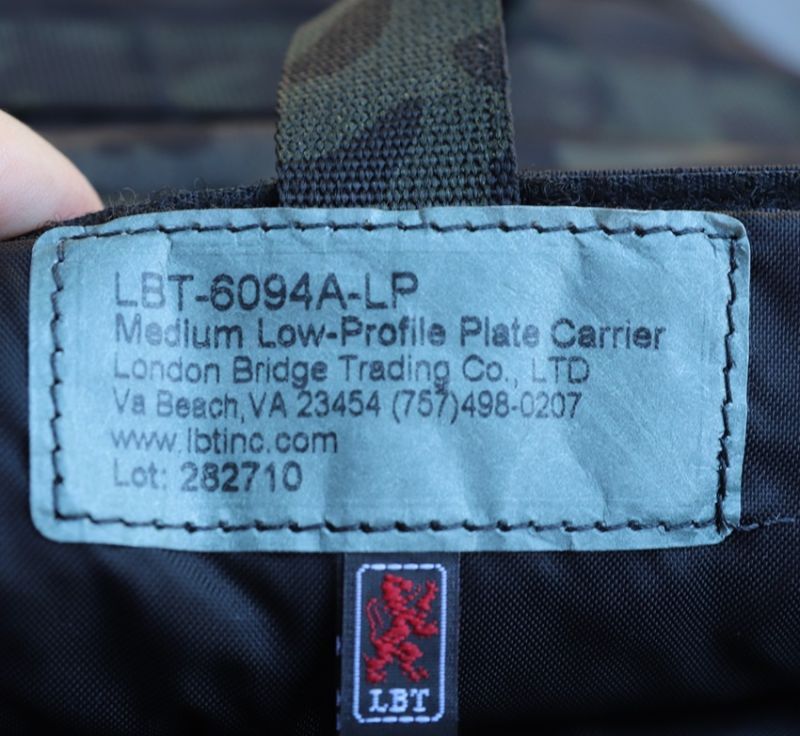 LBT-6094A-LP
Medium Low-Profile Plate Carrier
London Bridge Trading Co., LTD
Va Beach,VA 23454 (757)498-0207
www.lbtinc.com
Lot: 282710
LBT